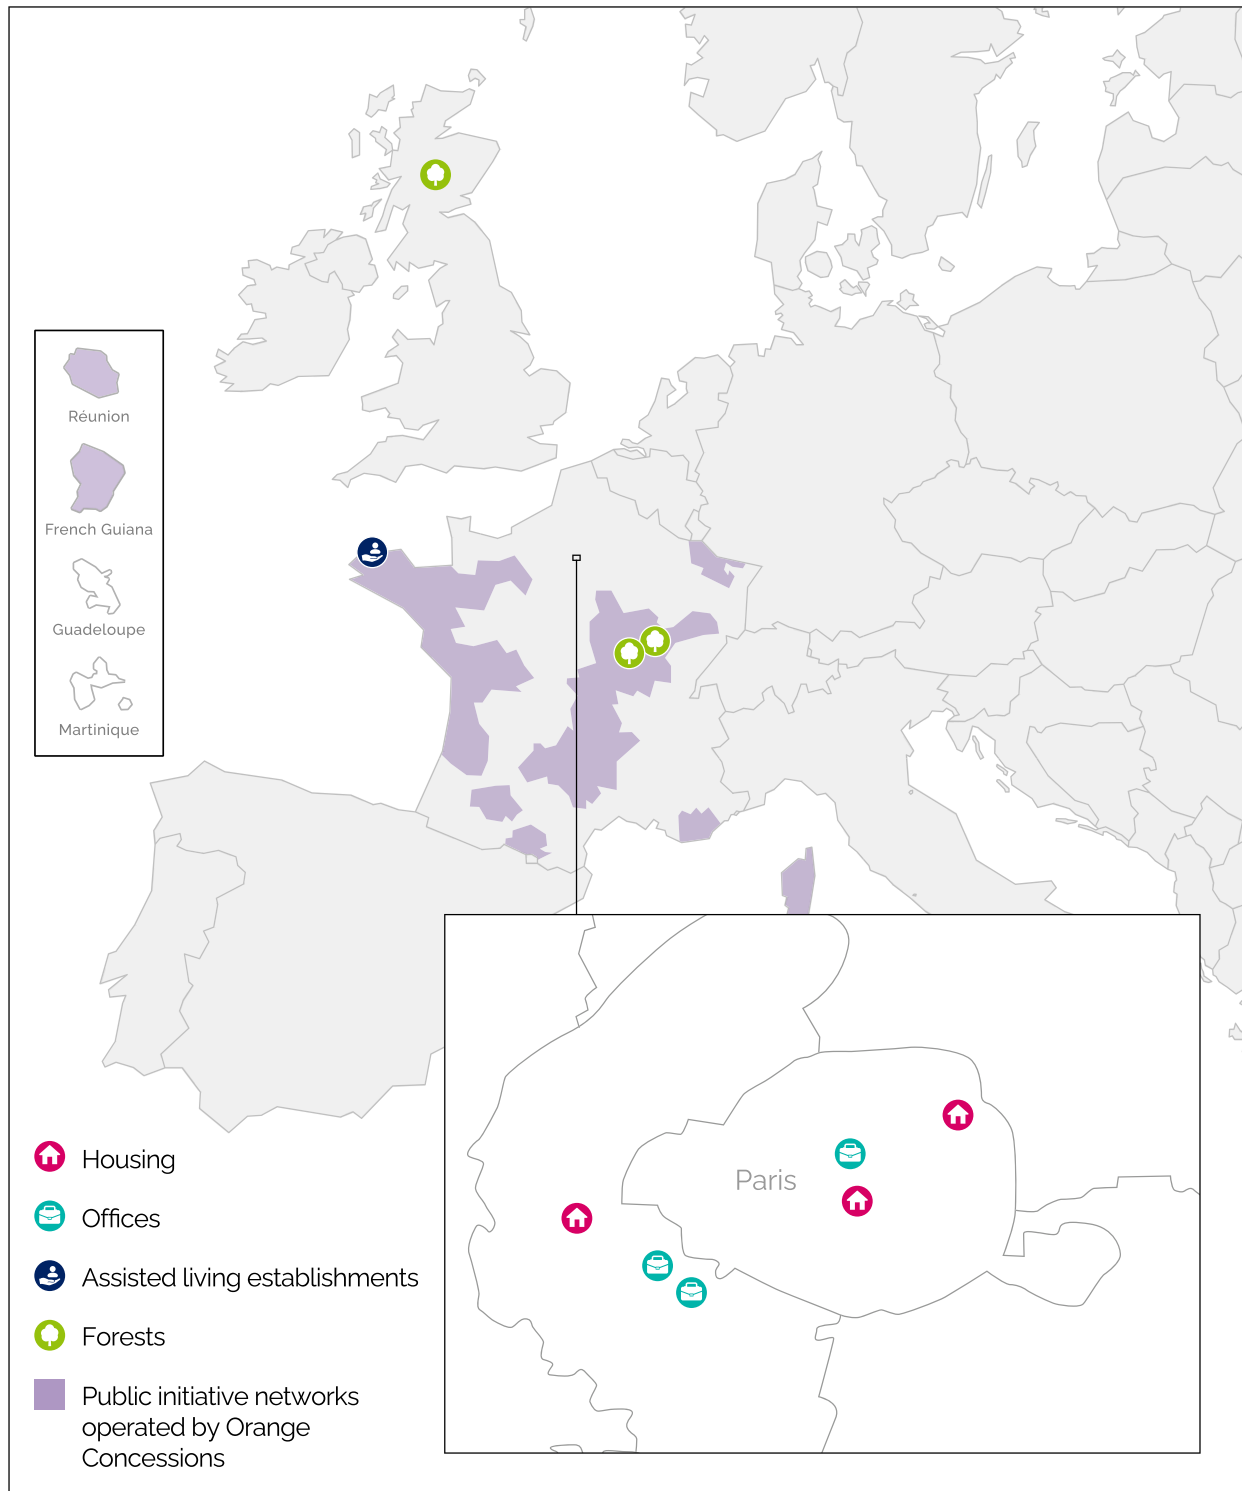 Réunion
French Guiana
Guadeloupe
Martinique
Paris
Housing
Offices
Assisted living establishments
Forests
Public initiative networks
operated by Orange
Concessions